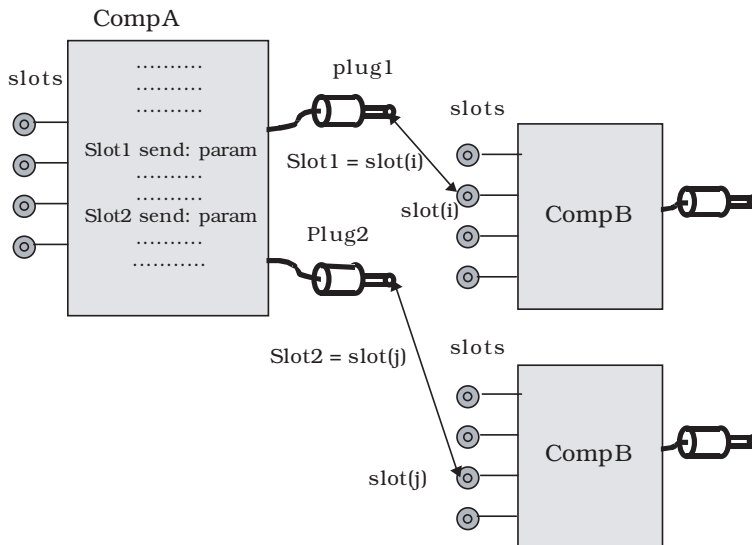 CompA
slots
..........
..........
..........
Slot1 send: param
..........
..........
Slot2 send: param
..........
...........
plug1
Slot1 = slot(i)
Plug2
Slot2 = slot(j)
slots
slot(i)
CompB
slots
slot(j)
CompB